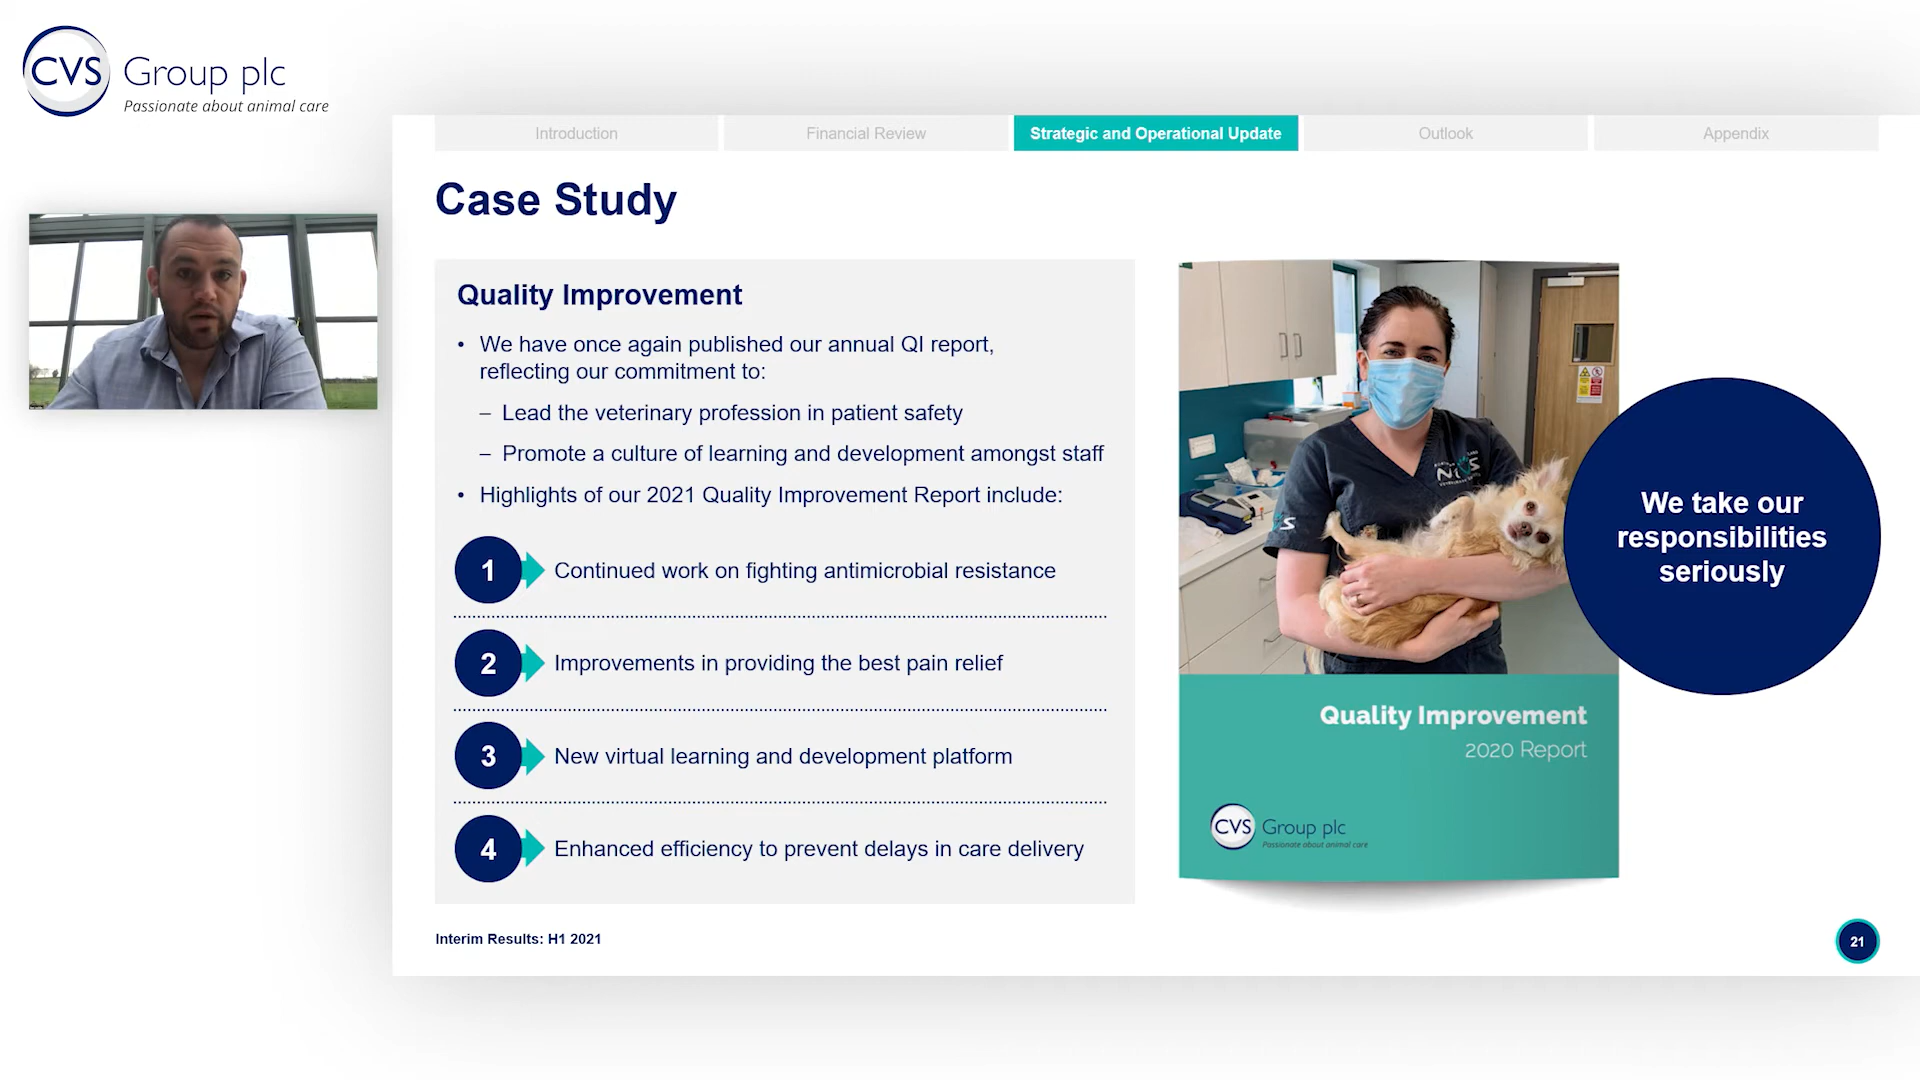 CVS Group plc
Passionate about animal care
Introduction
Financial Review
Strategic and Operational Update
Outlook
Appendix
Case Study
Quality Improvement
• We have once again published our annual QI report,
reflecting our commitment to:
– Lead the veterinary profession in patient safety
– Promote a culture of learning and development amongst staff
• Highlights of our 2021 Quality Improvement Report include:
1 Continued work on fighting antimicrobial resistance
2 Improvements in providing the best pain relief
3 New virtual learning and development platform
4 Enhanced efficiency to prevent delays in care delivery
We take our
responsibilities
seriously
Quality Improvement
2020 Report
CVS Group plc
Passionate about animal care
Interim Results: H1 2021
21